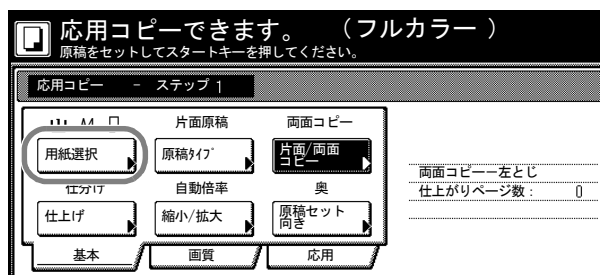 応用コピーできます。 （フルカラー ）
原稿をセットしてスタートキーを押してください。
応用コピー － ステップ 1
片面原稿 両面コピー
用紙選択 原稿ﾀｲﾌﾟ 片面/両面
コピー
両面コピー－左とじ
仕上がりページ数： 0
仕分け 自動倍率 奥
仕上げ 縮小/拡大 原稿セット
向き
基本 画質 応用